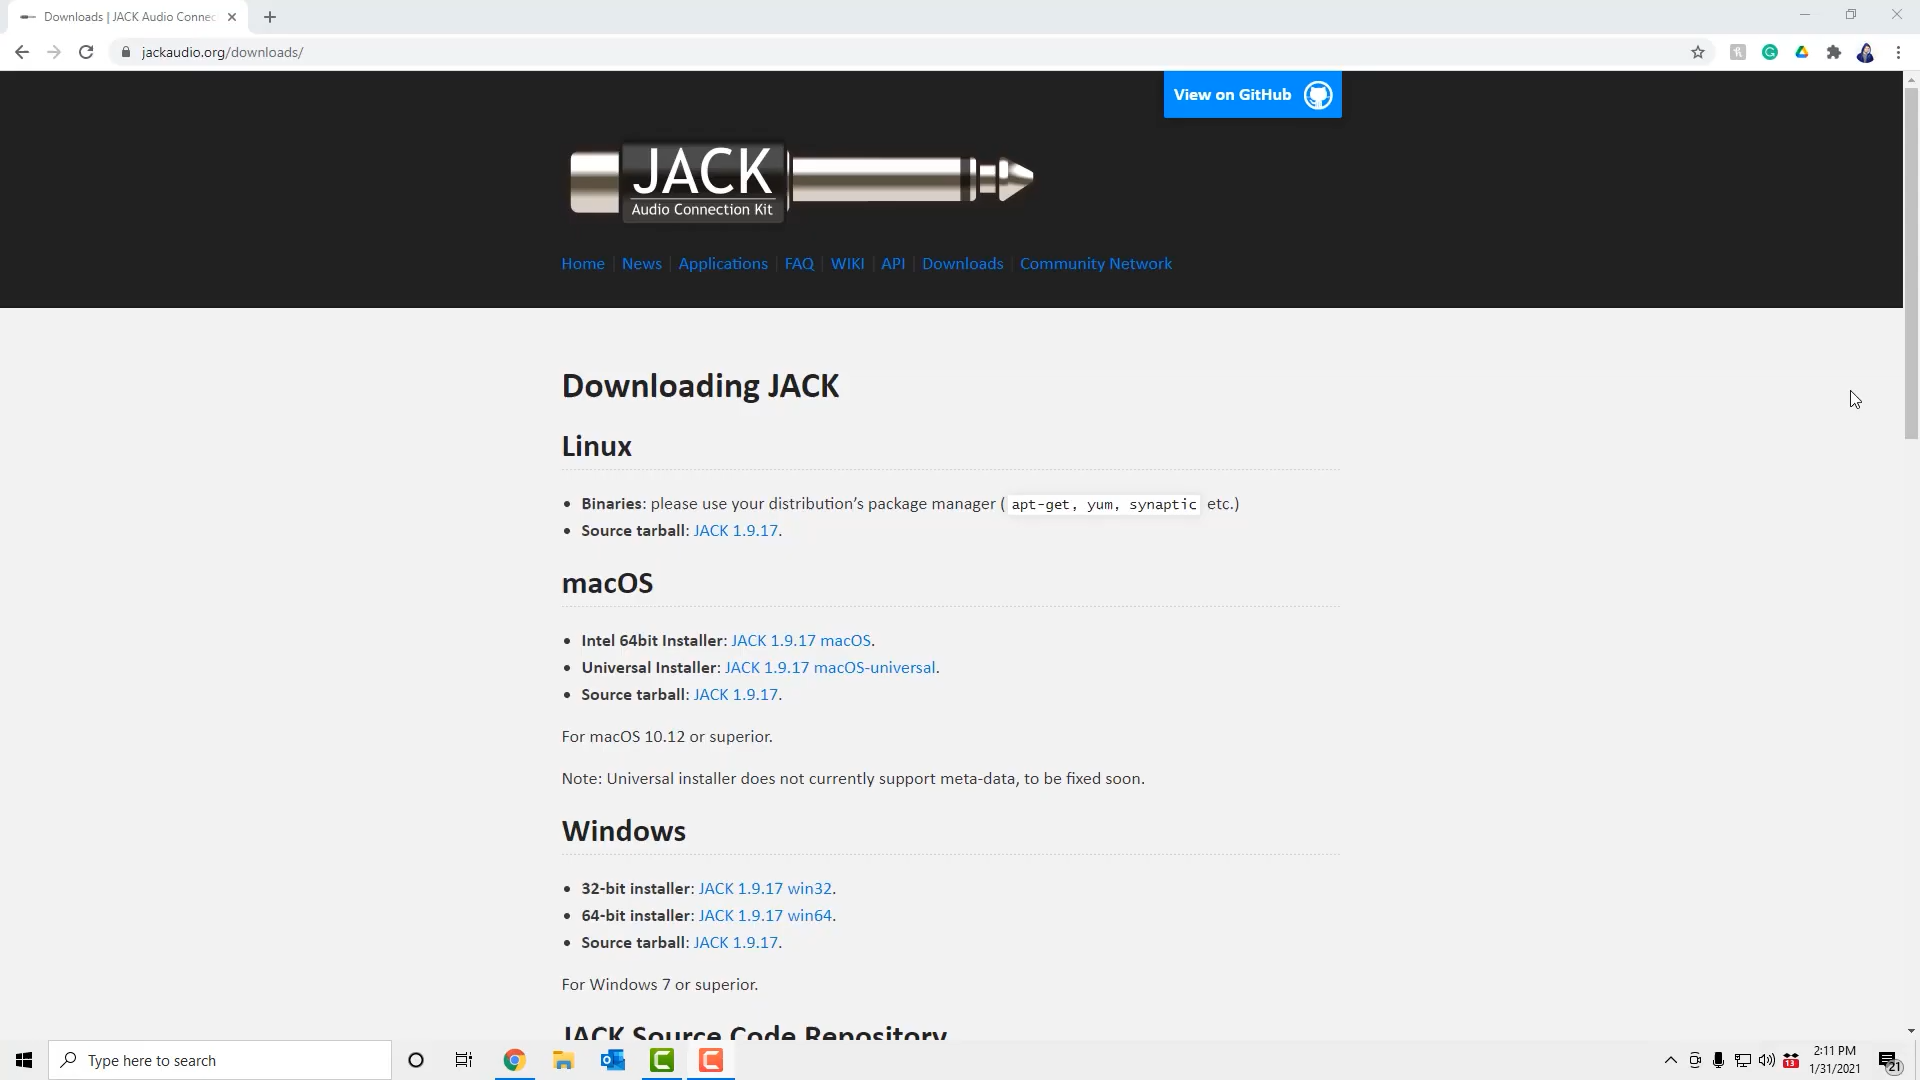 Downloads | JACK Audio Connec
jackaudio.org/downloads/
View on GitHub
JACK
Audio Connection Kit
Home | News | Applications | FAQ | WIKI | API | Downloads | Community Network
Downloading JACK
Linux
• Binaries: please use your distribution’s package manager ( apt-get, yum, synaptic etc.)
• Source tarball: JACK 1.9.17.
macOS
• Intel 64bit Installer: JACK 1.9.17 macOS.
• Universal Installer: JACK 1.9.17 macOS-universal.
• Source tarball: JACK 1.9.17.
For macOS 10.12 or superior.
Note: Universal installer does not currently support meta-data, to be fixed soon.
Windows
• 32-bit installer: JACK 1.9.17 win32.
• 64-bit installer: JACK 1.9.17 win64.
• Source tarball: JACK 1.9.17.
For Windows 7 or superior.
JACK Source Code Repository
Type here to search
13
2:11 PM
1/31/2021
21